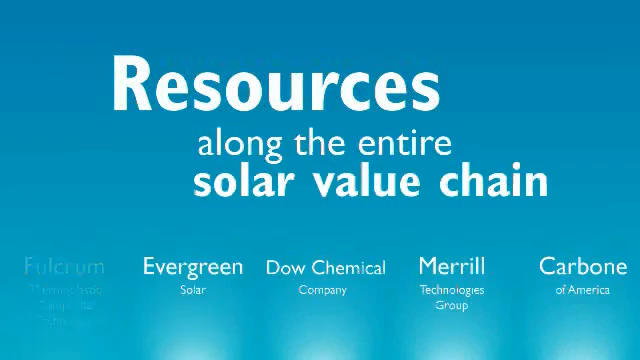 Resources
along the entire
solar value chain
Fulcrum
Evergreen
Solar
Dow Chemical
Company
Merrill
Technologies
Group
Carbone
of America